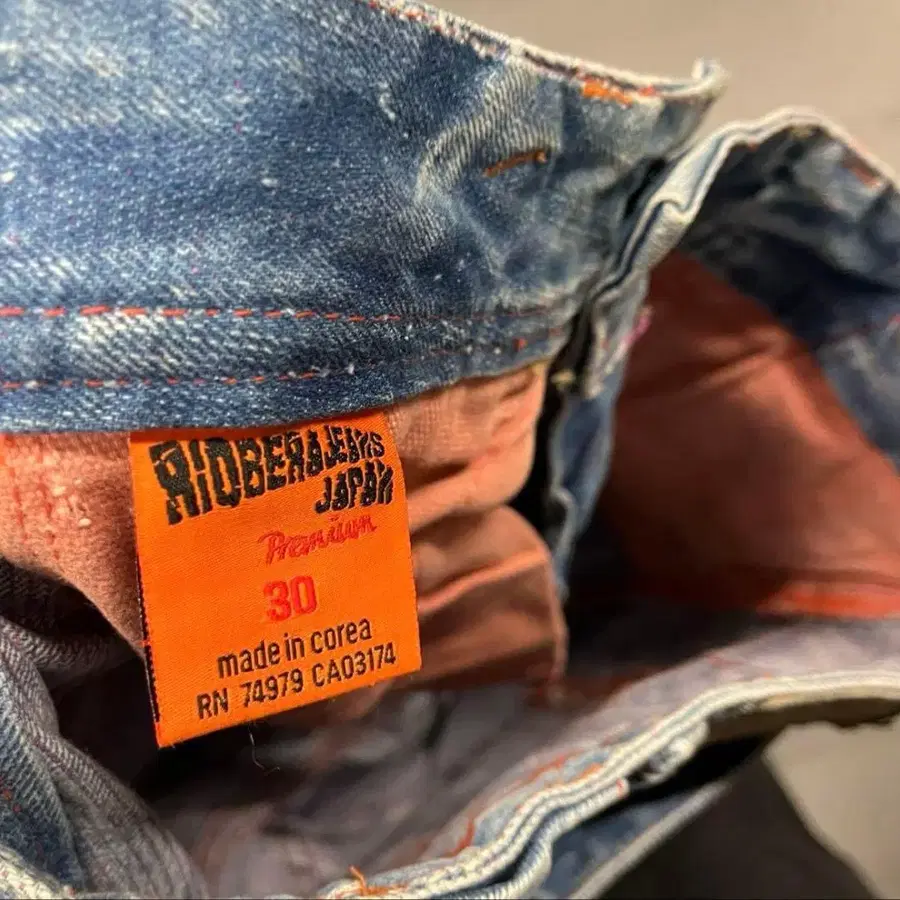 RIOBERAJEANS
JAPAN
Premium
30
made in corea
RN 74979 CA03174